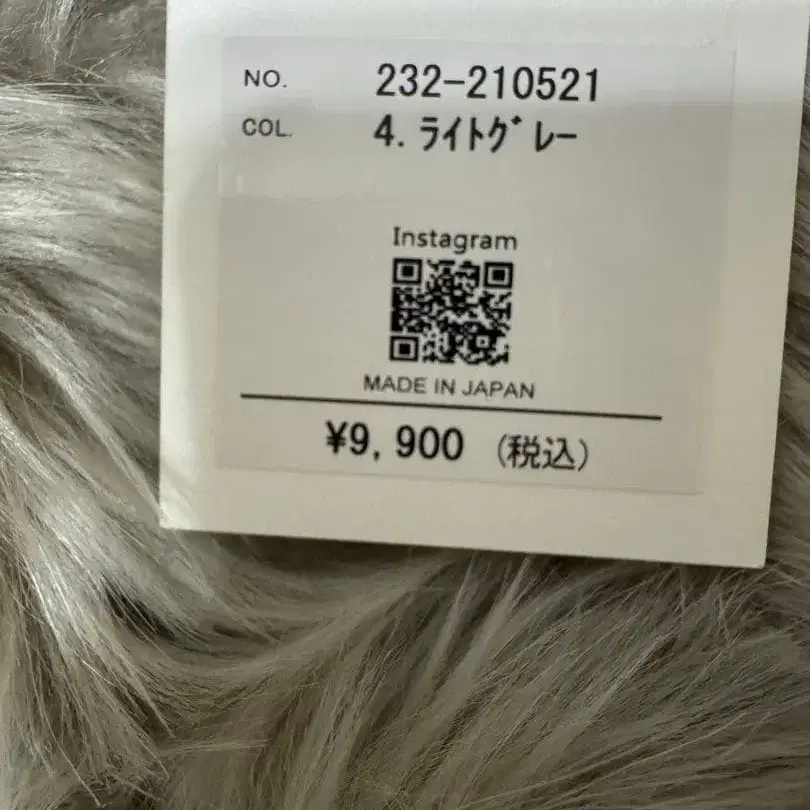 NO. 232-210521
COL. 4. ﾗｲﾄｸﾞﾚｰ
Instagram
MADE IN JAPAN
¥9,900 (税込)